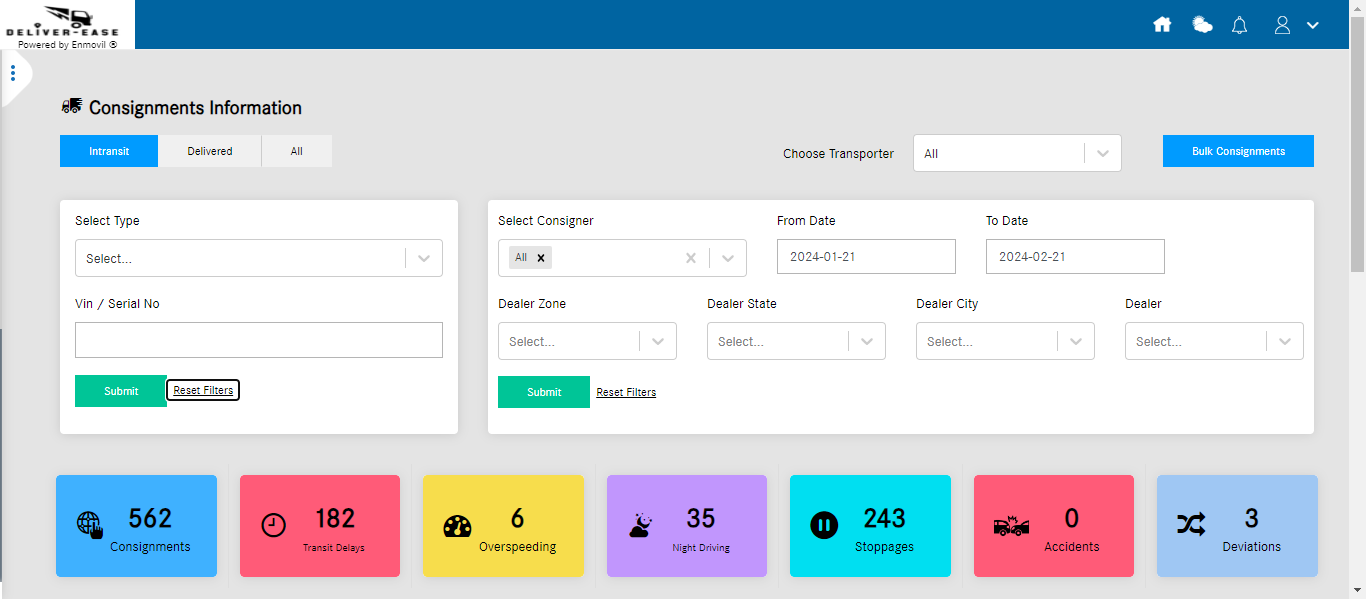 DELIVER-EASE
Powered by Enmovil ®
Consignments Information
Intransit Delivered All
Choose Transporter All Bulk Consignments
Select Type
Select...
Vin / Serial No
Submit Reset Filters
Select Consigner From Date To Date
All 2024-01-21 2024-02-21
Dealer Zone Dealer State Dealer City Dealer
Select... Select... Select... Select...
Submit Reset Filters
562
Consignments
182
Transit Delays
6
Overspeeding
35
Night Driving
243
Stoppages
0
Accidents
3
Deviations